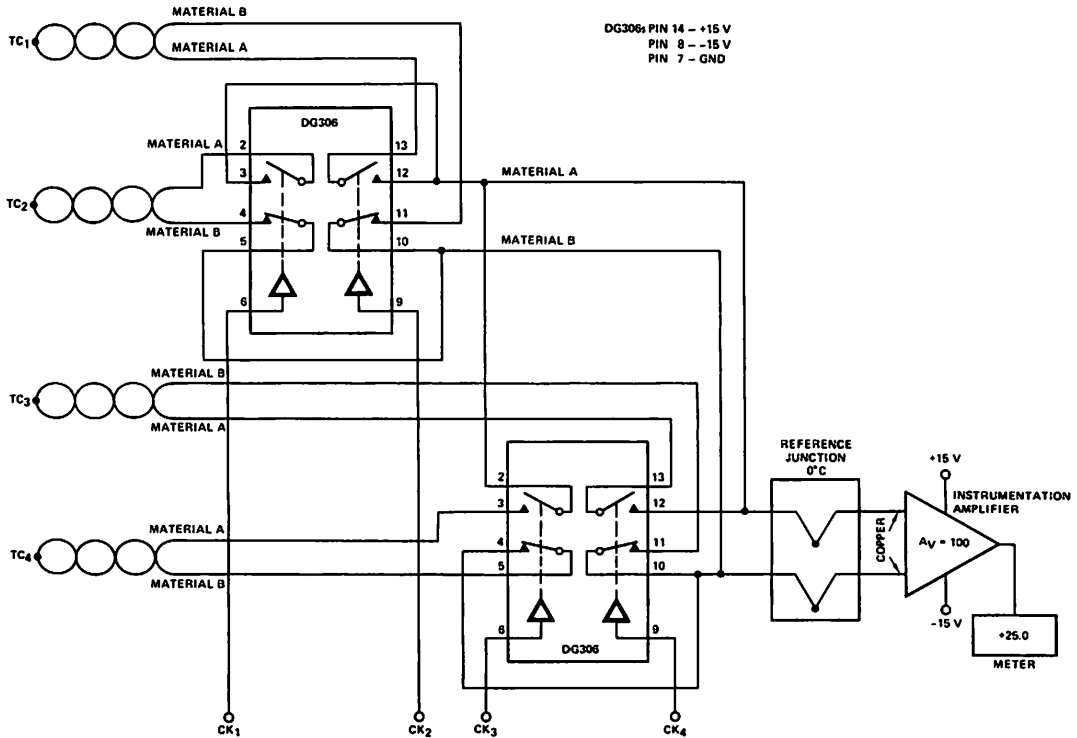 MATERIAL B
TC1
MATERIAL A
DG306s PIN 14 – +15 V
PIN 8 – -15 V
PIN 7 – GND
DG306
MATERIAL A
2
13
3
12
MATERIAL A
TC2
4
11
MATERIAL B
5
10
MATERIAL B
6
9
MATERIAL B
TC3
MATERIAL A
REFERENCE
JUNCTION
0°C
+15 V
2
13
INSTRUMENTATION
AMPLIFIER
3
12
MATERIAL A
COPPER
AV = 100
TC4
4
11
MATERIAL B
5
10
-15 V
6
9
DG306
+25.0
METER
CK1
CK2
CK3
CK4